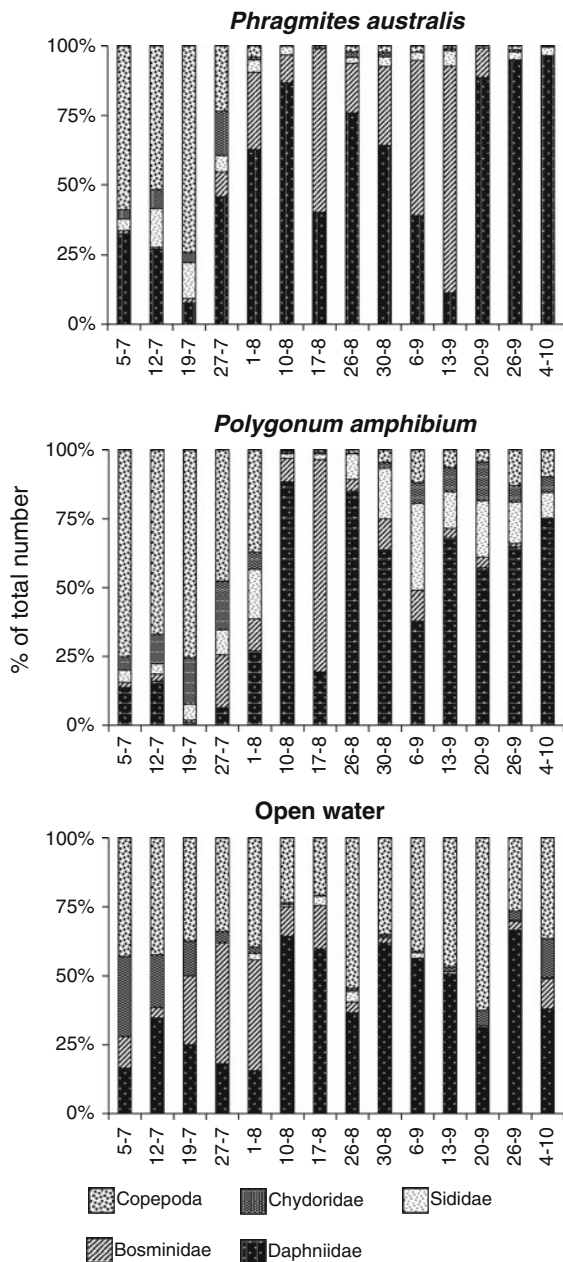 Phragmites australis
100%
75%
50%
25%
0%
5-7 12-7 19-7 27-7 1-8 10-8 17-8 26-8 30-8 6-9 13-9 20-9 26-9 4-10
Polygonum amphibium
% of total number
100%
75%
50%
25%
0%
5-7 12-7 19-7 27-7 1-8 10-8 17-8 26-8 30-8 6-9 13-9 20-9 26-9 4-10
Open water
100%
75%
50%
25%
0%
5-7 12-7 19-7 27-7 1-8 10-8 17-8 26-8 30-8 6-9 13-9 20-9 26-9 4-10
Copepoda Chydoridae Sididae
Bosminidae Daphniidae